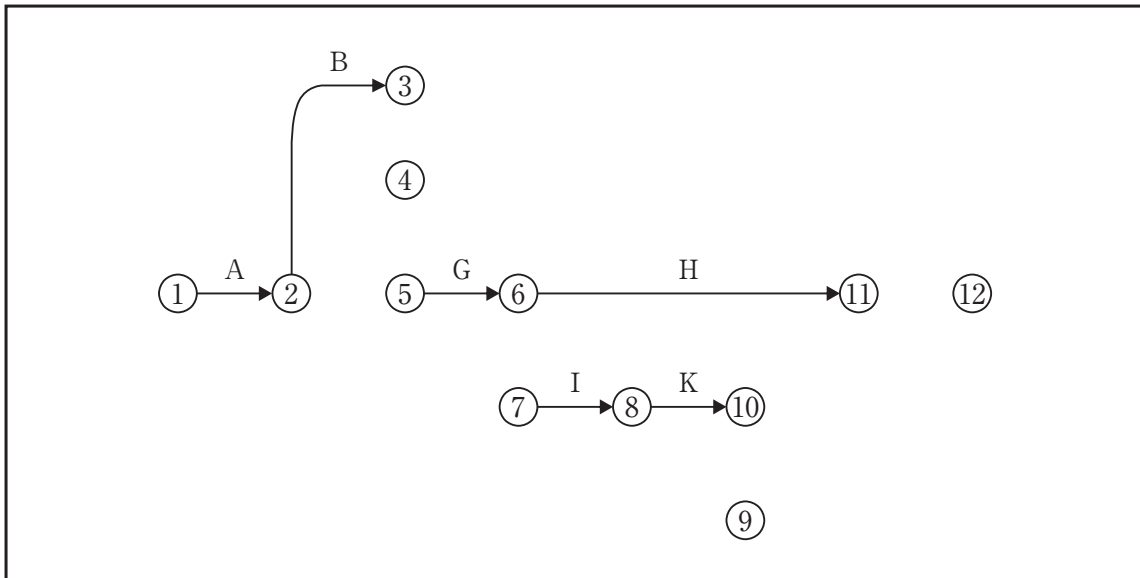 B
③
④
A G H
① ② ⑤ ⑥ ⑪ ⑫
I K
⑦ ⑧ ⑩
⑨